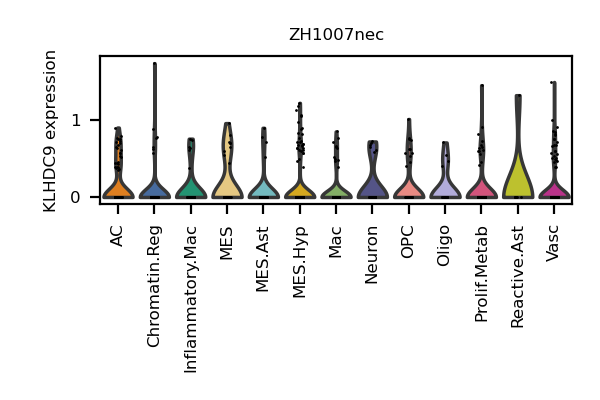 ZH1007nec
KLHDC9 expression
1
0
AC
Chromatin.Reg
Inflammatory.Mac
MES
MES.Ast
MES.Hyp
Mac
Neuron
OPC
Oligo
Prolif.Metab
Reactive.Ast
Vasc